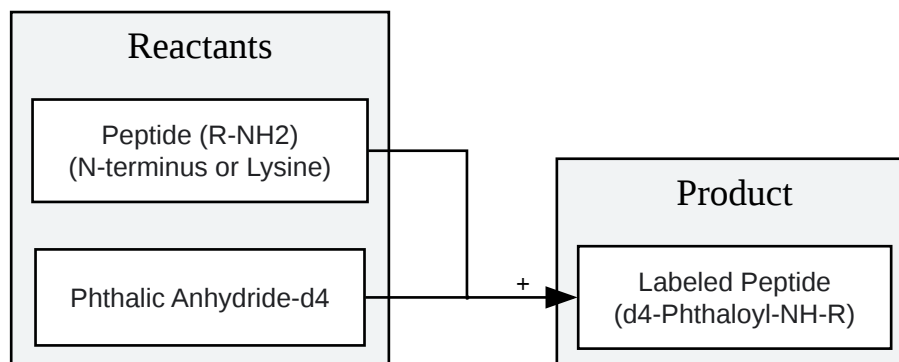 Reactants
Peptide (R-NH2)
(N-terminus or Lysine)
Phthalic Anhydride-d4
+
Product
Labeled Peptide
(d4-Phthaloyl-NH-R)